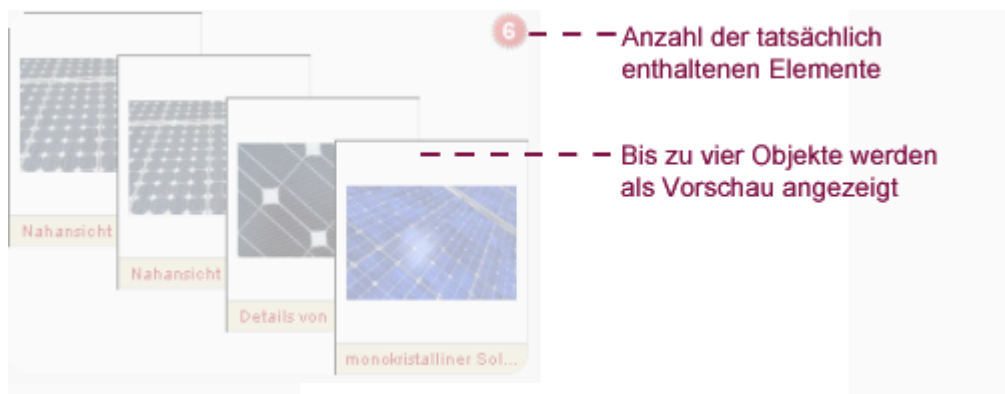 6
Anzahl der tatsächlich
enthaltenen Elemente
Bis zu vier Objekte werden
als Vorschau angezeigt
Nahansicht
Nahansicht
Details von
monokristalliner Sol...